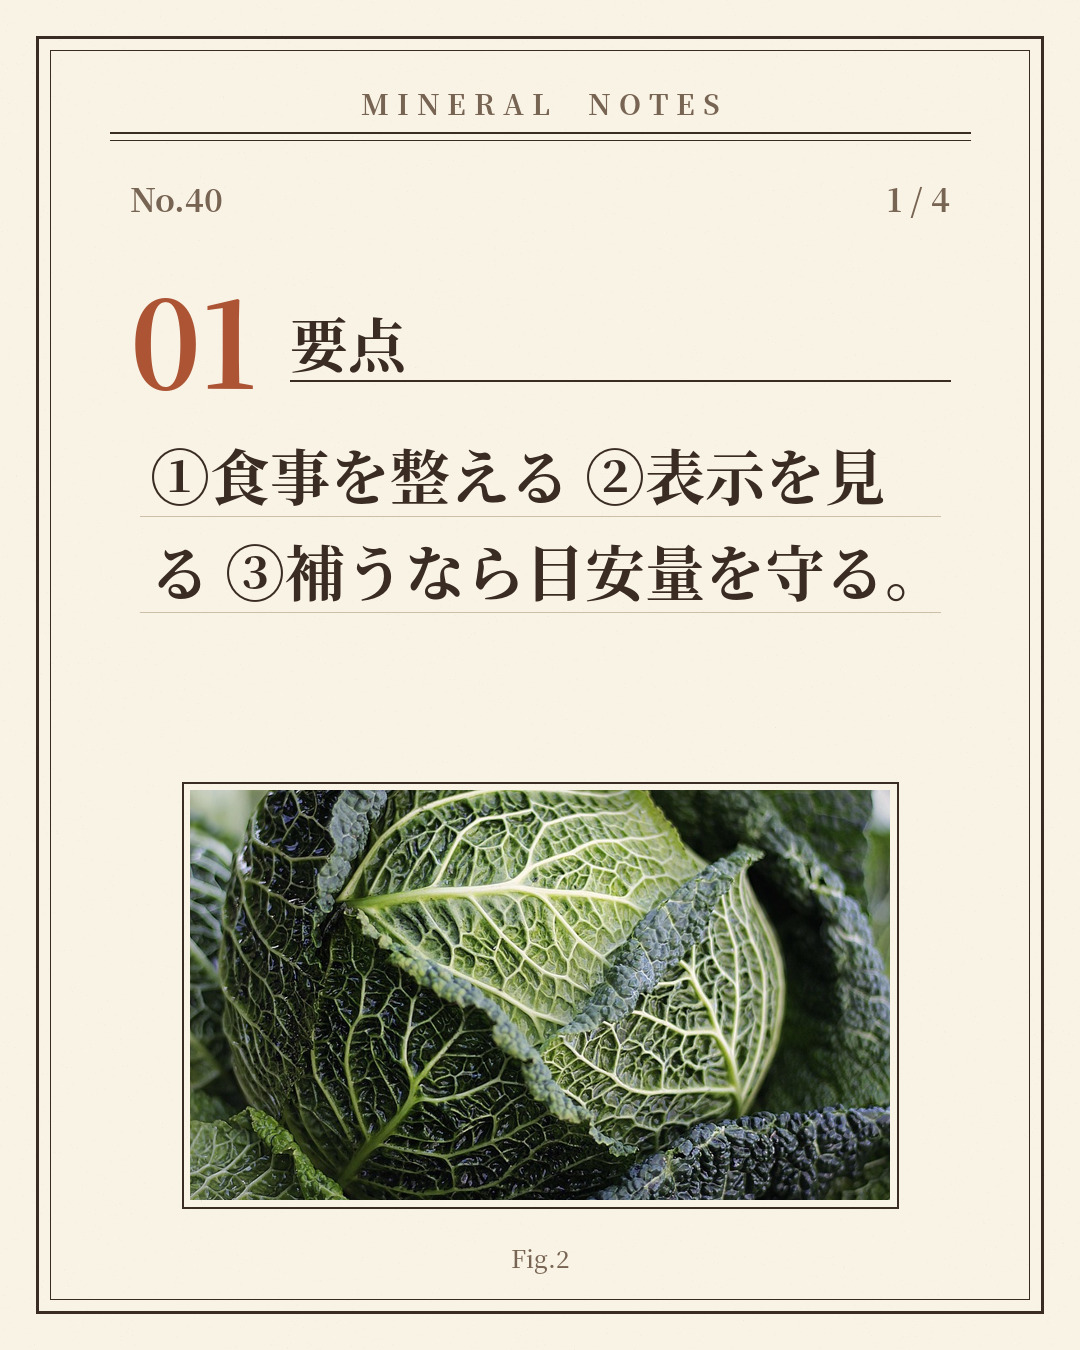 MINERAL NOTES
No.40
1 / 4
01 要点
①食事を整える ②表示を見
る ③補うなら目安量を守る。
Fig.2